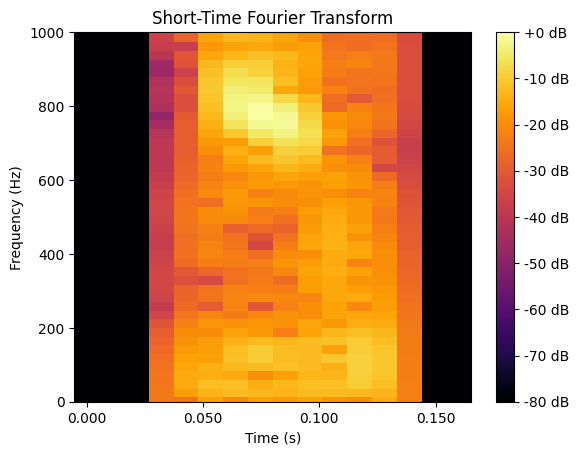 Short-Time Fourier Transform
1000
800
600
400
200
0
Frequency (Hz)
0.000
0.050
0.100
0.150
Time (s)
+0 dB
-10 dB
-20 dB
-30 dB
-40 dB
-50 dB
-60 dB
-70 dB
-80 dB